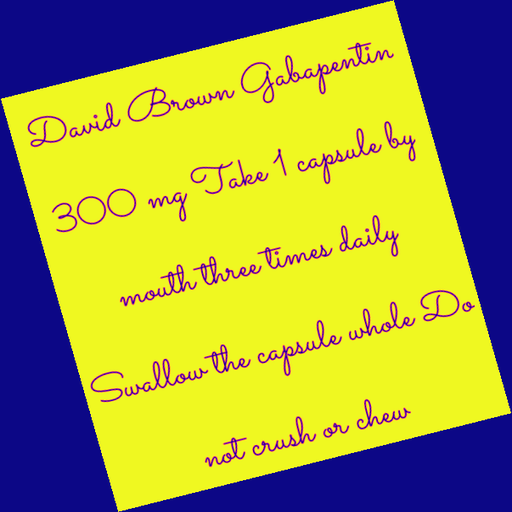 David Brown Gabapentin
300 mg Take 1 capsule by
mouth three times daily
Swallow the capsule whole Do
not crush or chew